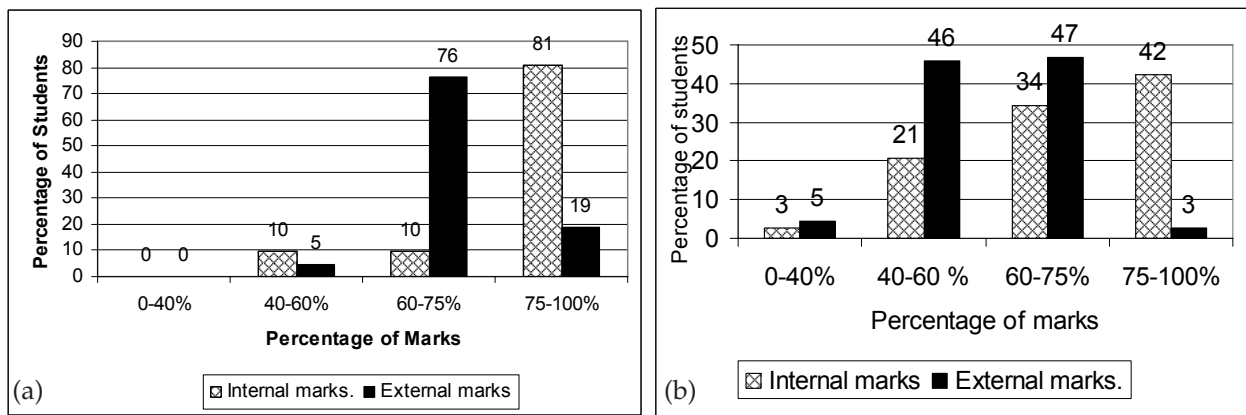 Percentage of Students
90
80
70
60
50
40
30
20
10
0
0 0
10 5
10 76
81 19
0-40% 40-60% 60-75% 75-100%
Percentage of Marks
Internal marks. External marks
(a)
Percentage of students
50
40
30
20
10
0
3 5
21 46
34 47
42 3
0-40% 40-60 % 60-75% 75-100%
Percentage of marks
Internal marks External marks.
(b)